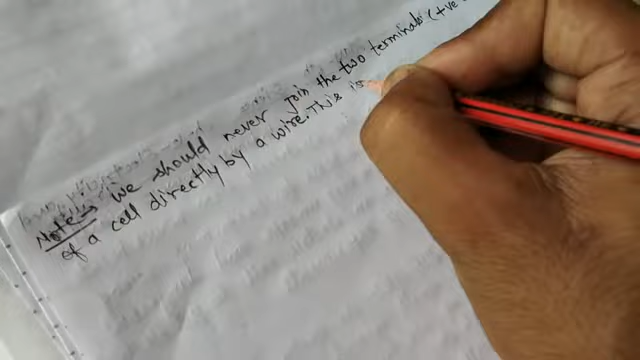 Note:- We should never join the two terminals (+ve
of a cell directly by a wire. This is